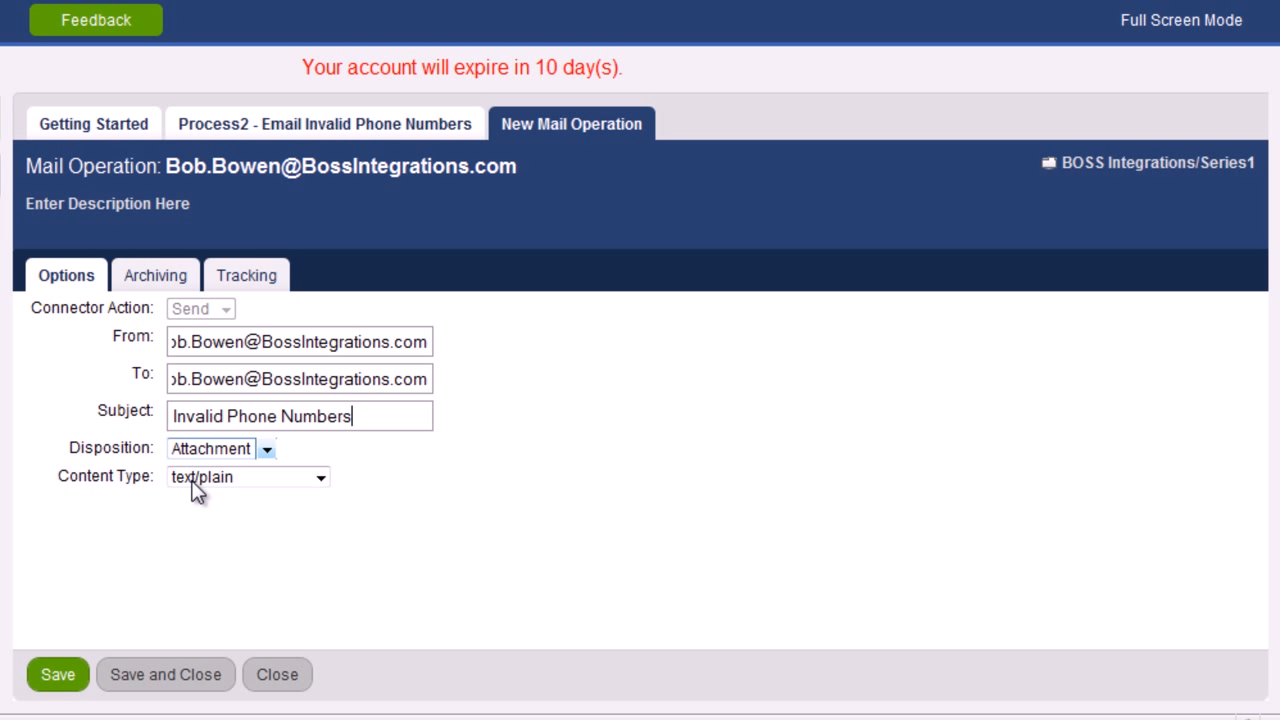 Feedback
Full Screen Mode
Your account will expire in 10 day(s).
Getting Started
Process2 - Email Invalid Phone Numbers
New Mail Operation
Mail Operation: Bob.Bowen@BossIntegrations.com
BOSS Integrations/Series1
Enter Description Here
Options
Archiving
Tracking
Connector Action: Send
From: ob.Bowen@BossIntegrations.com
To: ob.Bowen@BossIntegrations.com
Subject: Invalid Phone Numbers
Disposition: Attachment
Content Type: text/plain
Save
Save and Close
Close